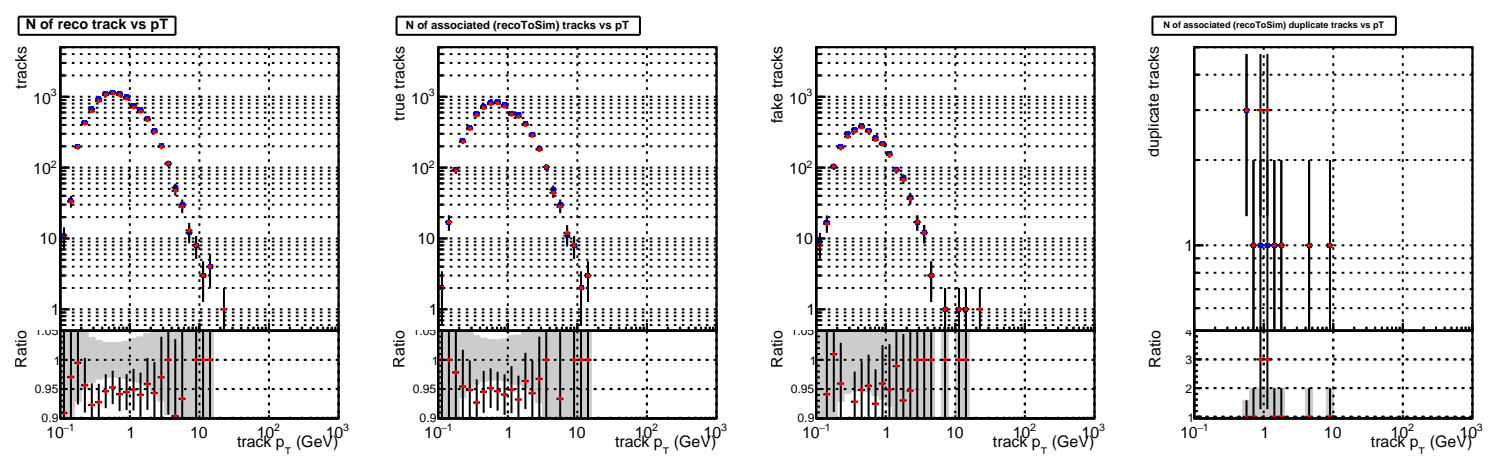 N of reco track vs pT
tracks
10³
10²
10
1
Ratio
1.05
1
0.95
0.9
10⁻¹ 1 10 10² 10³
track p_T (GeV)
N of associated (recoToSim) tracks vs pT
true tracks
10³
10²
10
1
Ratio
1.05
1
0.95
0.9
10⁻¹ 1 10 10² 10³
track p_T (GeV)
fake tracks
10³
10²
10
1
Ratio
1.05
1
0.95
0.9
10⁻¹ 1 10 10² 10³
track p_T (GeV)
N of associated (recoToSim) duplicate tracks vs pT
duplicate tracks
1
Ratio
4
3
2
1
10⁻¹ 1 10 10² 10³
track p_T (GeV)